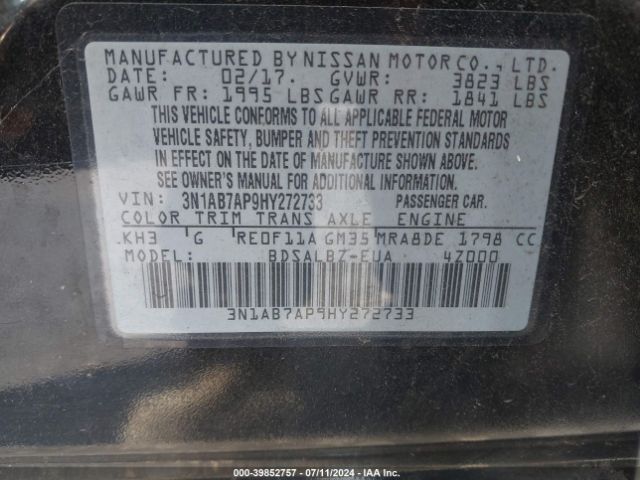 MANUFACTURED BY NISSAN MOTOR CO., LTD.
DATE: 02/17. GVWR: 3823 LBS
GAWR FR: 1995 LBS GAWR RR: 1841 LBS
THIS VEHICLE CONFORMS TO ALL APPLICABLE FEDERAL MOTOR
VEHICLE SAFETY, BUMPER AND THEFT PREVENTION STANDARDS
IN EFFECT ON THE DATE OF MANUFACTURE SHOWN ABOVE.
SEE OWNER'S MANUAL FOR ADDITIONAL INFORMATION.
VIN: 3N1AB7AP9HY272733 PASSENGER CAR.
COLOR TRIM TRANS AXLE ENGINE
KH3 G RE0F11A GM35 MRA8DE 1798 CC
MODEL: BDSALBZ-EUA 4Z000
3N1AB7AP9HY272733
000-39852757 / 07/11/2024 - IAA Inc.